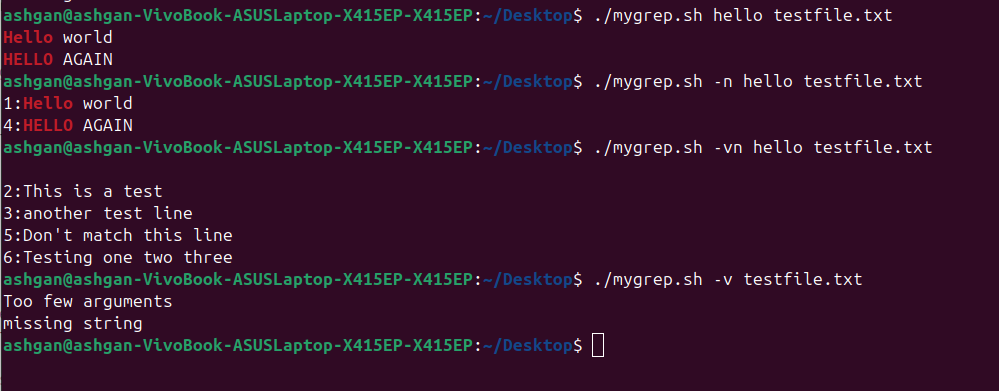 ashgan@ashgan-VivoBook-ASUSLaptop-X415EP-X415EP:~/Desktop$ ./mygrep.sh hello testfile.txt
Hello world
HELLO AGAIN
ashgan@ashgan-VivoBook-ASUSLaptop-X415EP-X415EP:~/Desktop$ ./mygrep.sh -n hello testfile.txt
1:Hello world
4:HELLO AGAIN
ashgan@ashgan-VivoBook-ASUSLaptop-X415EP-X415EP:~/Desktop$ ./mygrep.sh -vn hello testfile.txt

2:This is a test
3:another test line
5:Don't match this line
6:Testing one two three
ashgan@ashgan-VivoBook-ASUSLaptop-X415EP-X415EP:~/Desktop$ ./mygrep.sh -v testfile.txt
Too few arguments
missing string
ashgan@ashgan-VivoBook-ASUSLaptop-X415EP-X415EP:~/Desktop$